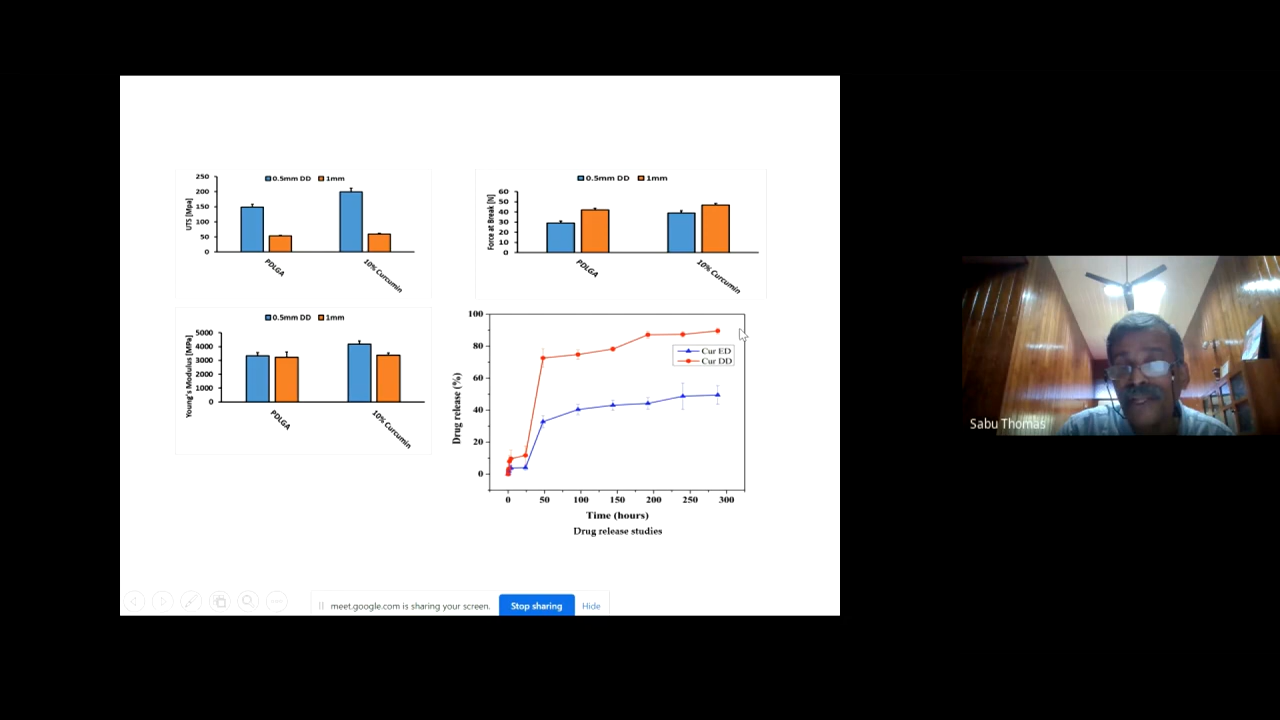 0.5mm DD 1mm
UTS [Mpa]
250
200
150
100
50
0
PDLGA
10% Curcumin
0.5mm DD 1mm
Force at Break [N]
60
50
40
30
20
10
0
PDLGA
10% Curcumin
0.5mm DD 1mm
Young's Modulus [MPa]
5000
4000
3000
2000
1000
0
PDLGA
10% Curcumin
Drug release (%)
100
80
60
40
20
0
Cur ED
Cur DD
0 50 100 150 200 250 300
Time (hours)
Drug release studies
Sabu Thomas
meet.google.com is sharing your screen. Stop sharing Hide